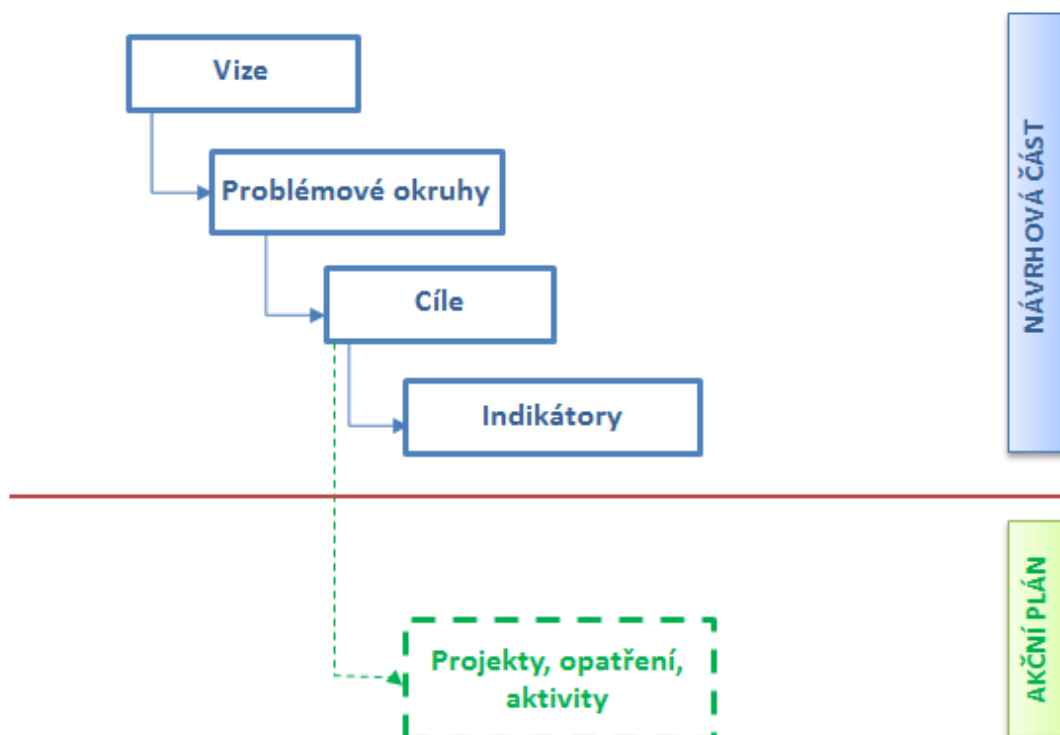 Vize
Problémové okruhy
Cíle
Indikátory
NÁVRHOVÁ ČÁST
Projekty, opatření,
aktivity
AKČNÍ PLÁN